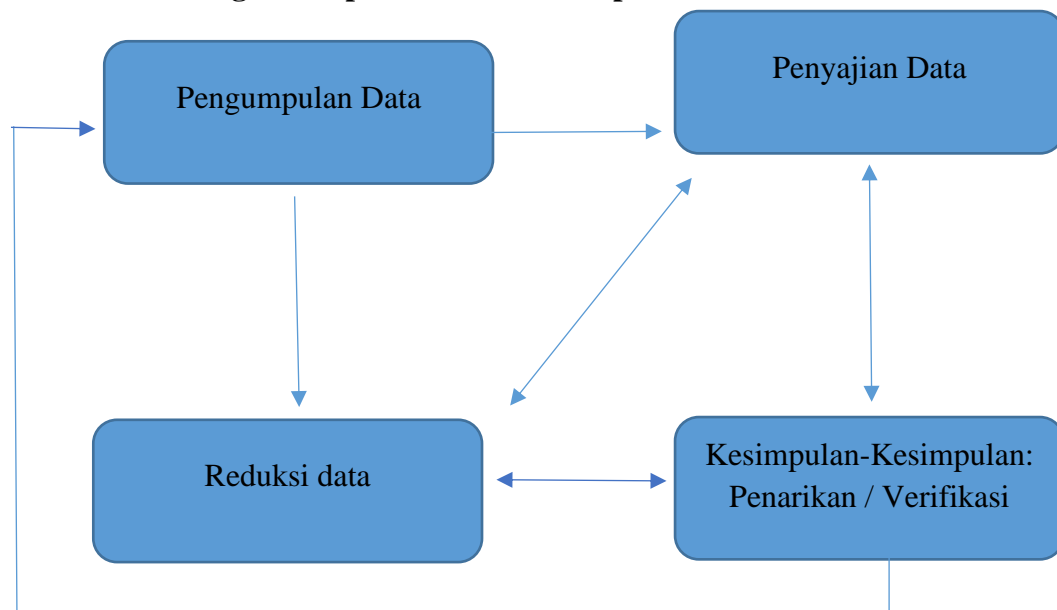 Pengumpulan Data
Penyajian Data
Reduksi data
Kesimpulan-Kesimpulan:
Penarikan / Verifikasi